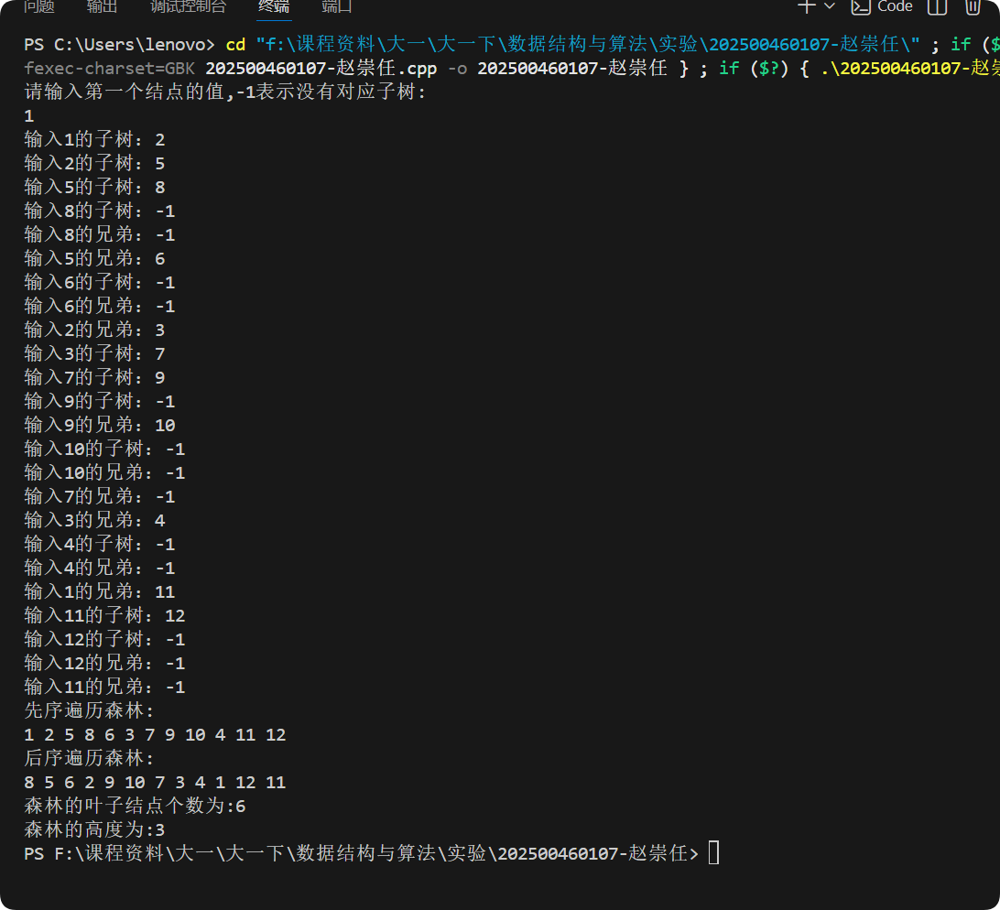 问题 输出 调试控制台 终端 端口 Code
PS C:\Users\lenovo> cd "f:\课程资料\大一\大一下\数据结构与算法\实验\202500460107-赵崇任\" ; if ($
fexec-charset=GBK 202500460107-赵崇任.cpp -o 202500460107-赵崇任 } ; if ($?) { .\202500460107-赵崇
请输入第一个结点的值,-1表示没有对应子树:
1
输入1的子树: 2
输入2的子树: 5
输入5的子树: 8
输入8的子树: -1
输入8的兄弟: -1
输入5的兄弟: 6
输入6的子树: -1
输入6的兄弟: -1
输入2的兄弟: 3
输入3的子树: 7
输入7的子树: 9
输入9的子树: -1
输入9的兄弟: 10
输入10的子树: -1
输入10的兄弟: -1
输入7的兄弟: -1
输入3的兄弟: 4
输入4的子树: -1
输入4的兄弟: -1
输入1的兄弟: 11
输入11的子树: 12
输入12的子树: -1
输入12的兄弟: -1
输入11的兄弟: -1
先序遍历森林:
1 2 5 8 6 3 7 9 10 4 11 12
后序遍历森林:
8 5 6 2 9 10 7 3 4 1 12 11
森林的叶子结点个数为:6
森林的高度为:3
PS F:\课程资料\大一\大一下\数据结构与算法\实验\202500460107-赵崇任>